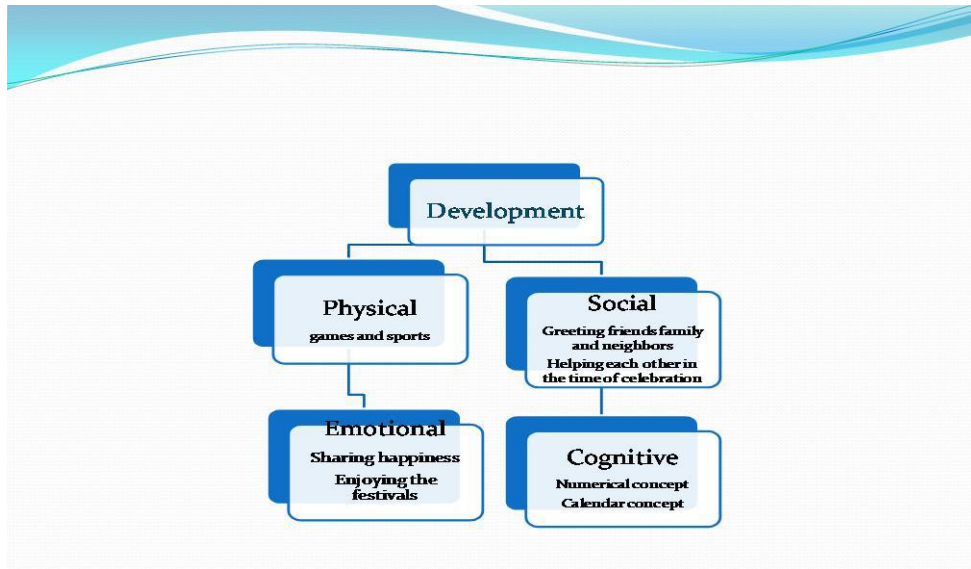 Development
Physical
games and sports
Social
Greeting friends family
and neighbors
Helping each other in
the time of celebration
Emotional
Sharing happiness
Enjoying the
festivals
Cognitive
Numerical concept
Calendar concept